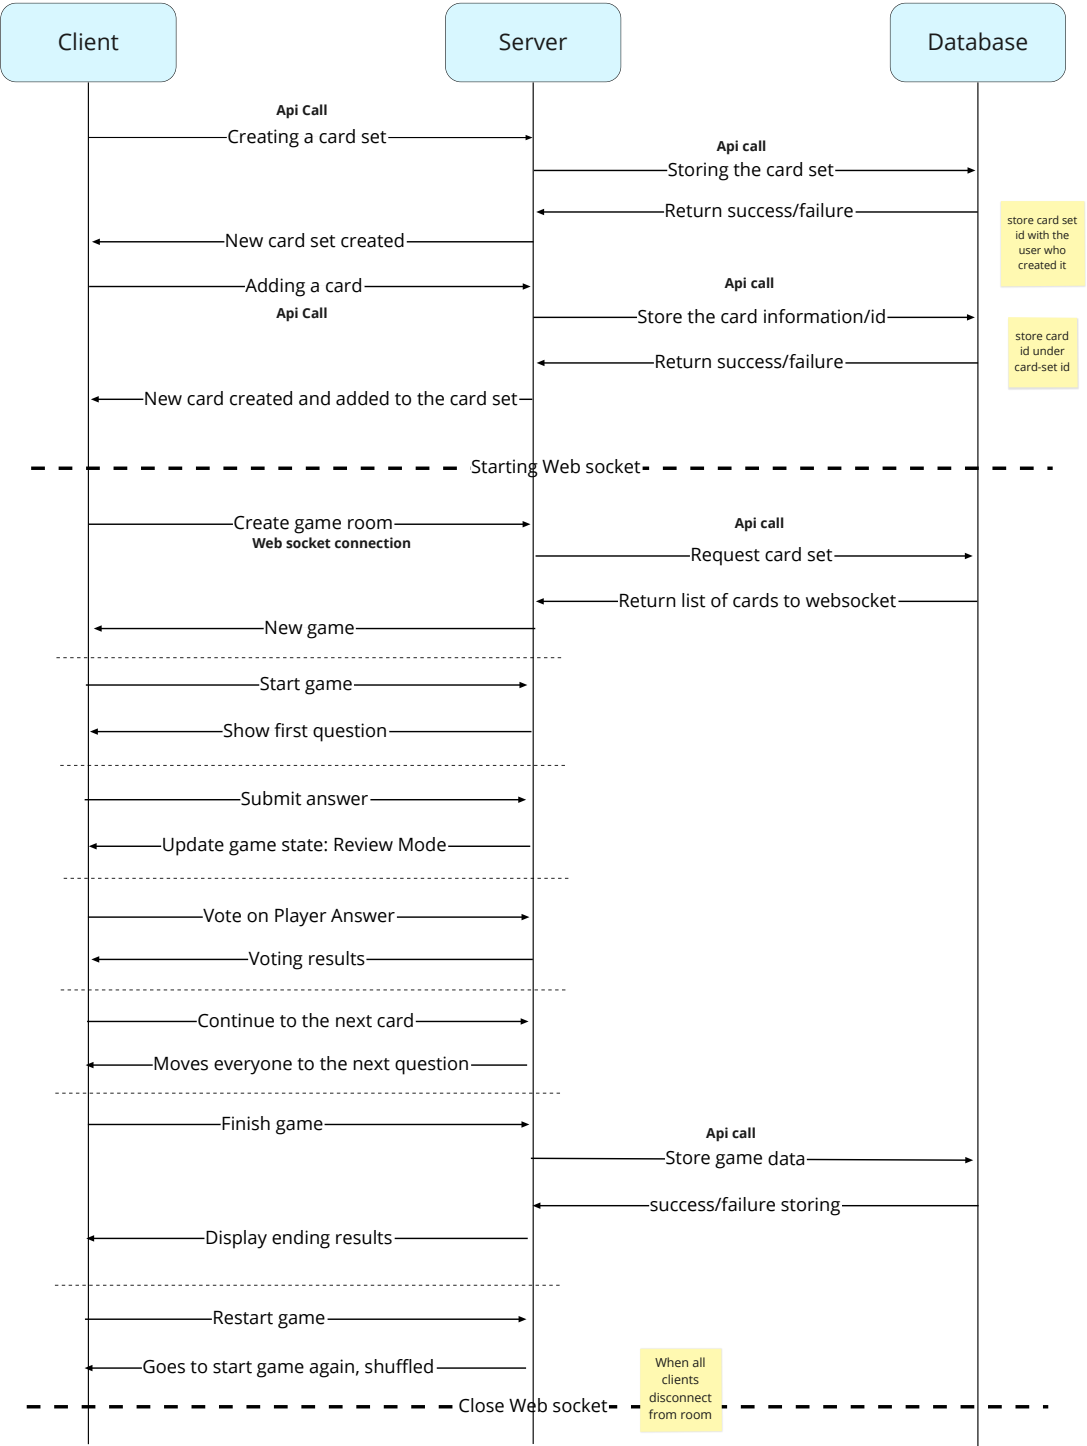 Client
Server
Database
Api Call
Creating a card set
Api call
Storing the card set
Return success/failure
store card set
id with the
user who
created it
New card set created
Adding a card
Api Call
Api call
Store the card information/id
store card
id under
card-set id
Return success/failure
New card created and added to the card set
Starting Web socket
Create game room
Web socket connection
Api call
Request card set
Return list of cards to websocket
New game
Start game
Show first question
Submit answer
Update game state: Review Mode
Vote on Player Answer
Voting results
Continue to the next card
Moves everyone to the next question
Finish game
Api call
Store game data
success/failure storing
Display ending results
Restart game
Goes to start game again, shuffled
When all
clients
disconnect
from room
Close Web socket